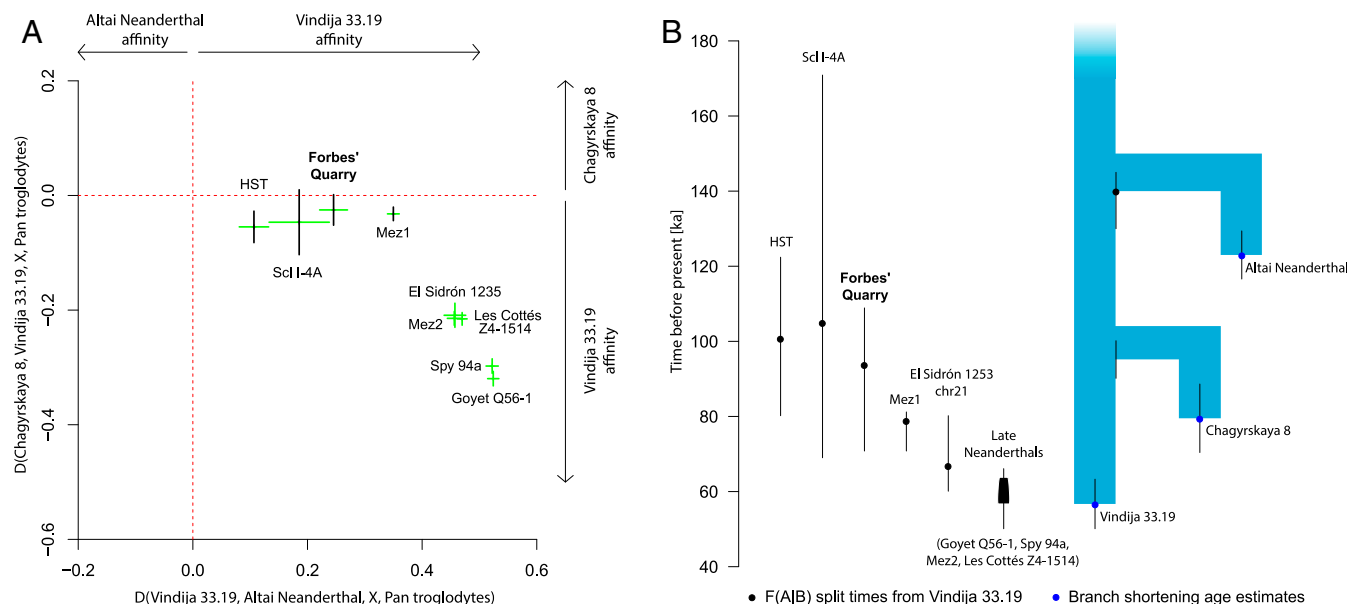 A
Altai Neanderthal
affinity
Vindija 33.19
affinity
0.2
0.0
−0.2
−0.4
−0.6
D(Chagyrskaya 8, Vindija 33.19, X, Pan troglodytes)
HST
Forbes'
Quarry
Scl I-4A
Mez1
El Sidrón 1235
Mez2
Les Cottés
Z4-1514
Spy 94a
Goyet Q56-1
Chagyrskaya 8
affinity
Vindija 33.19
affinity
−0.2
0.0
0.2
0.4
0.6
D(Vindija 33.19, Altai Neanderthal, X, Pan troglodytes)
B
180
160
140
120
100
80
60
40
Time before present [ka]
HST
Scl I-4A
Forbes'
Quarry
Mez1
El Sidrón 1253
chr21
Late
Neanderthals
(Goyet Q56-1, Spy 94a,
Mez2, Les Cottés Z4-1514)
Altai Neanderthal
Chagyrskaya 8
Vindija 33.19
F(A|B) split times from Vindija 33.19
Branch shortening age estimates